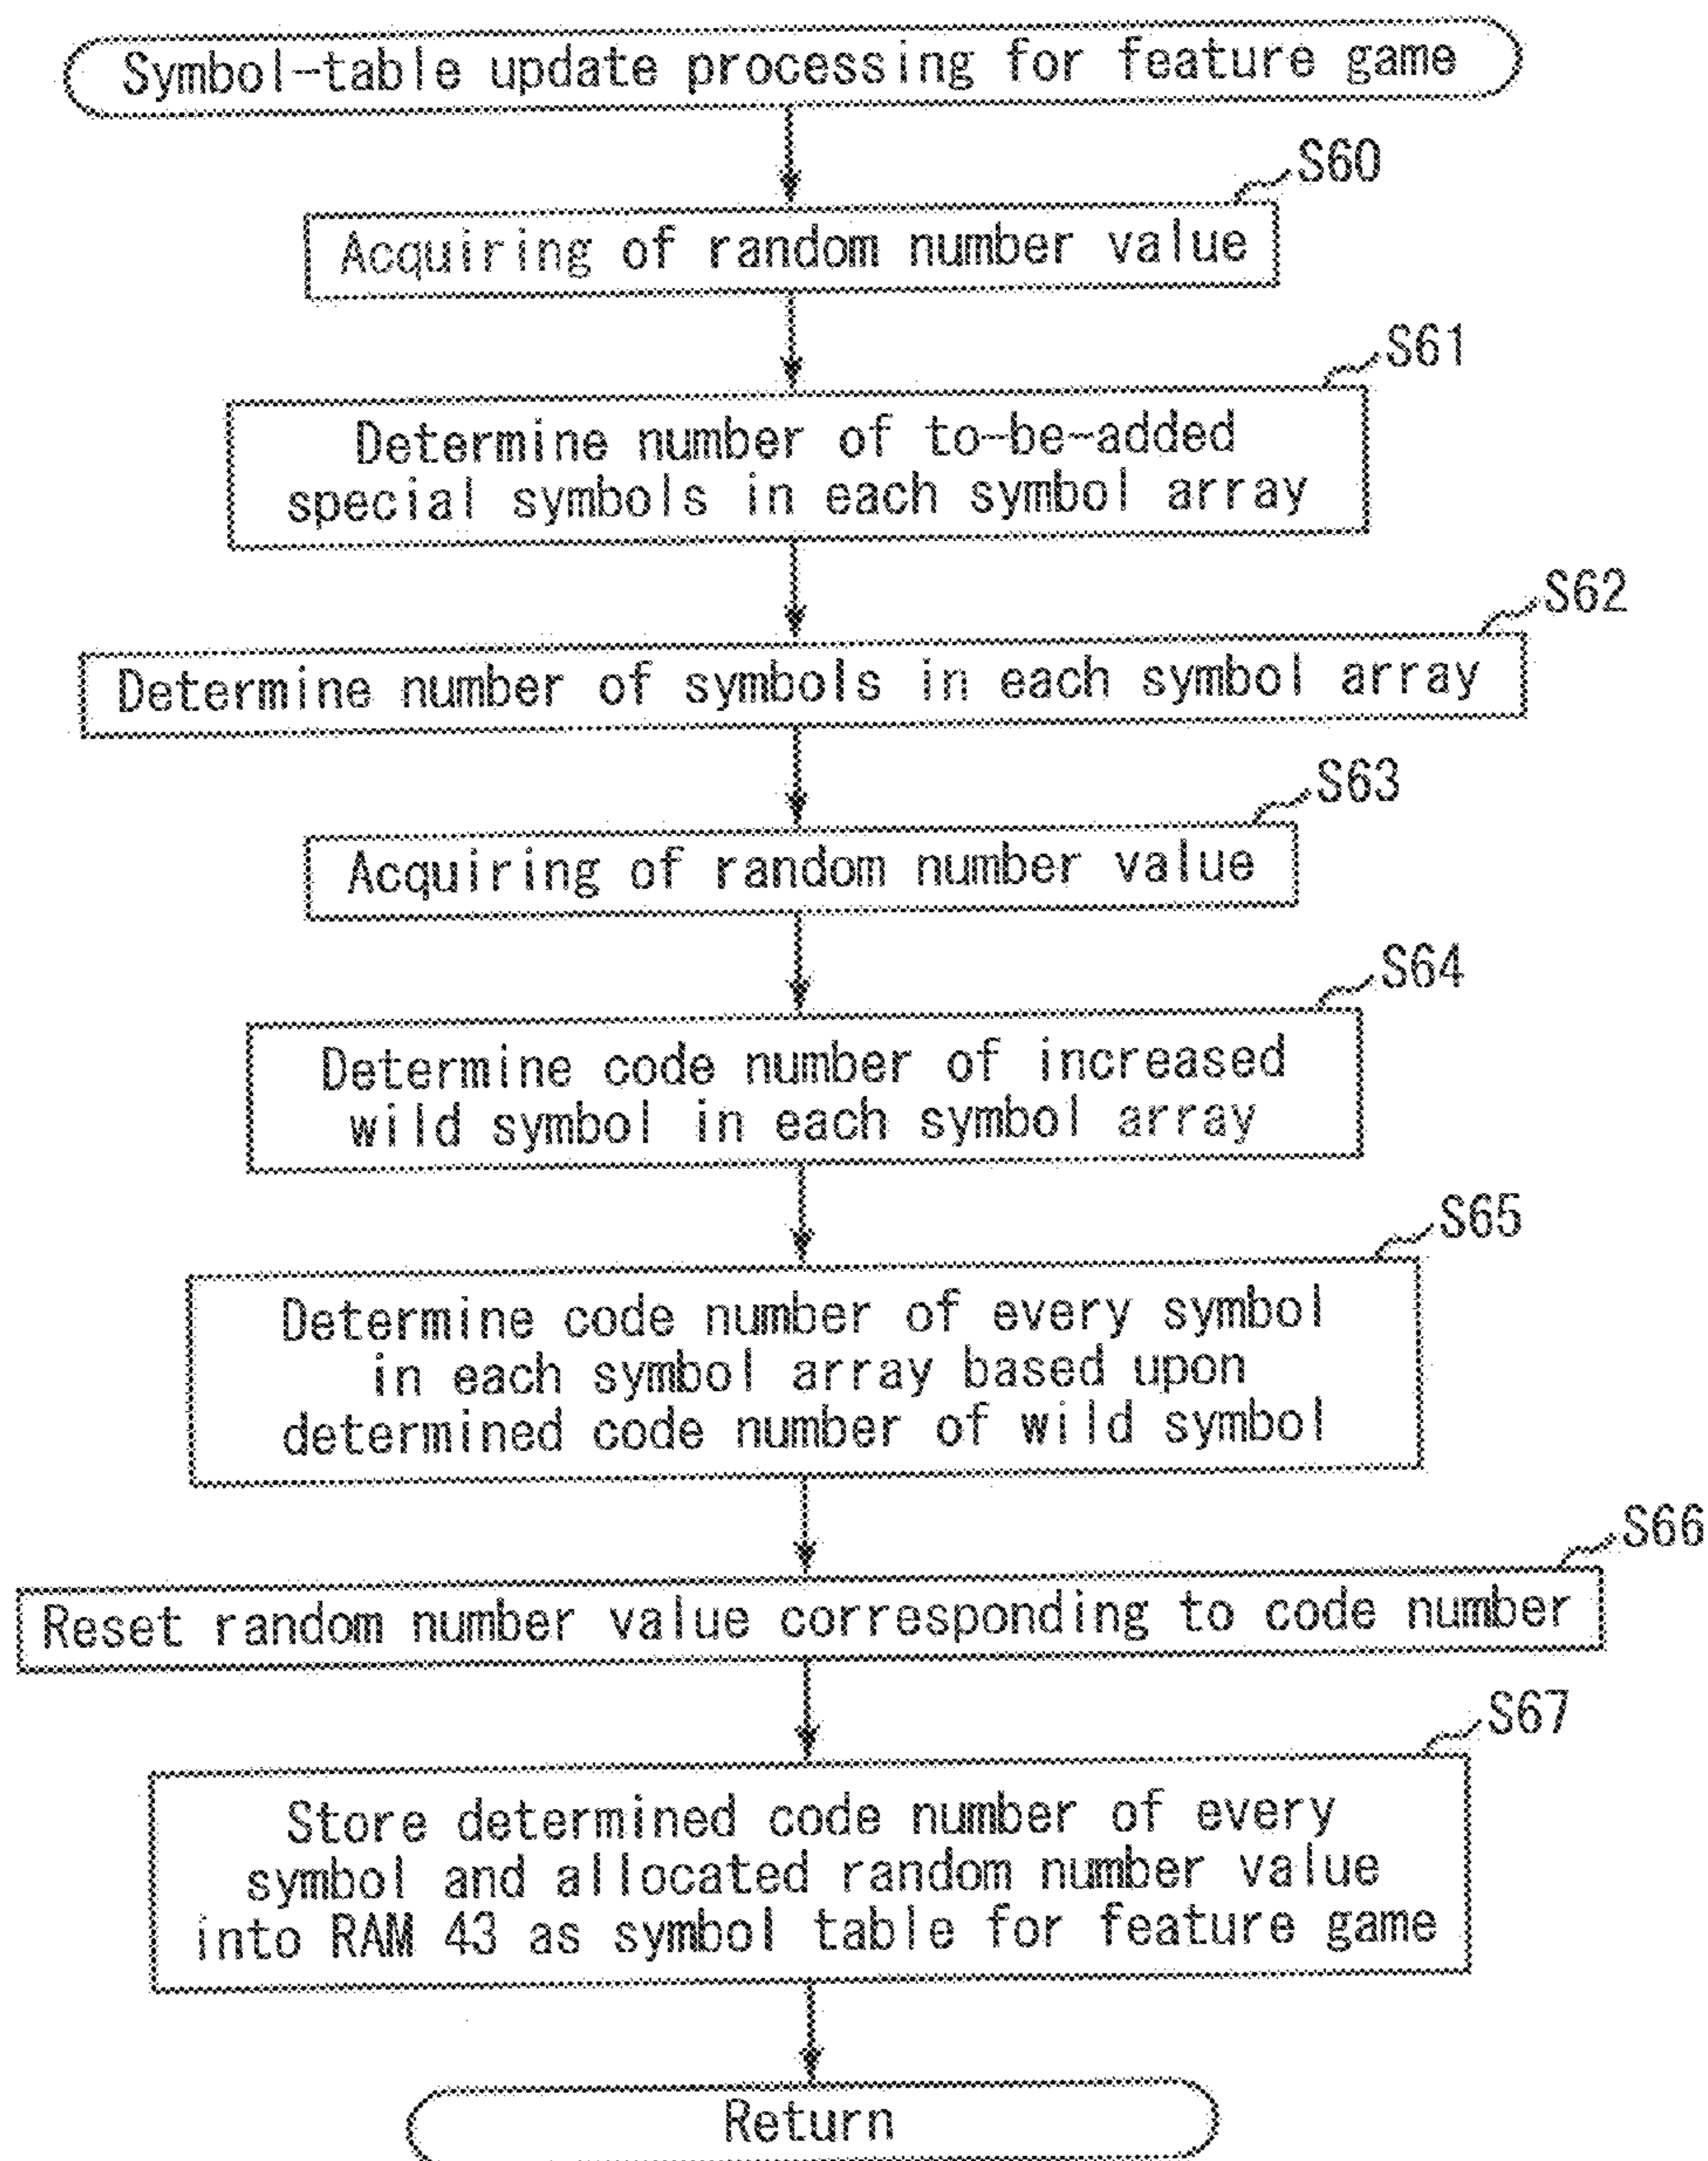 Symbol-table update processing for feature game
S60
Acquiring of random number value
S61
Determine number of to-be-added
special symbols in each symbol array
S62
Determine number of symbols in each symbol array
S63
Acquiring of random number value
S64
Determine code number of increased
wild symbol in each symbol array
S65
Determine code number of every symbol
in each symbol array based upon
determined code number of wild symbol
S66
Reset random number value corresponding to code number
S67
Store determined code number of every
symbol and allocated random number value
into RAM 43 as symbol table for feature game
Return